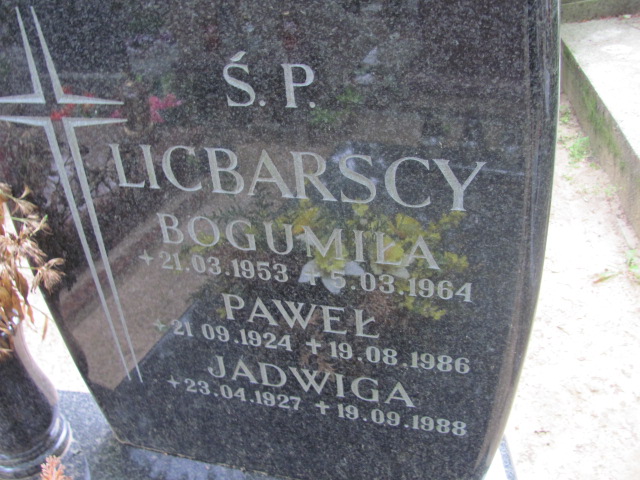 Ś. P.
LICBARSCY
BOGUMIŁA
+21.03.1953 +5.03.1964
PAWEŁ
+21 09.1924 +19.08.1986
JADWIGA
+23.04.1927 +19.09.1988